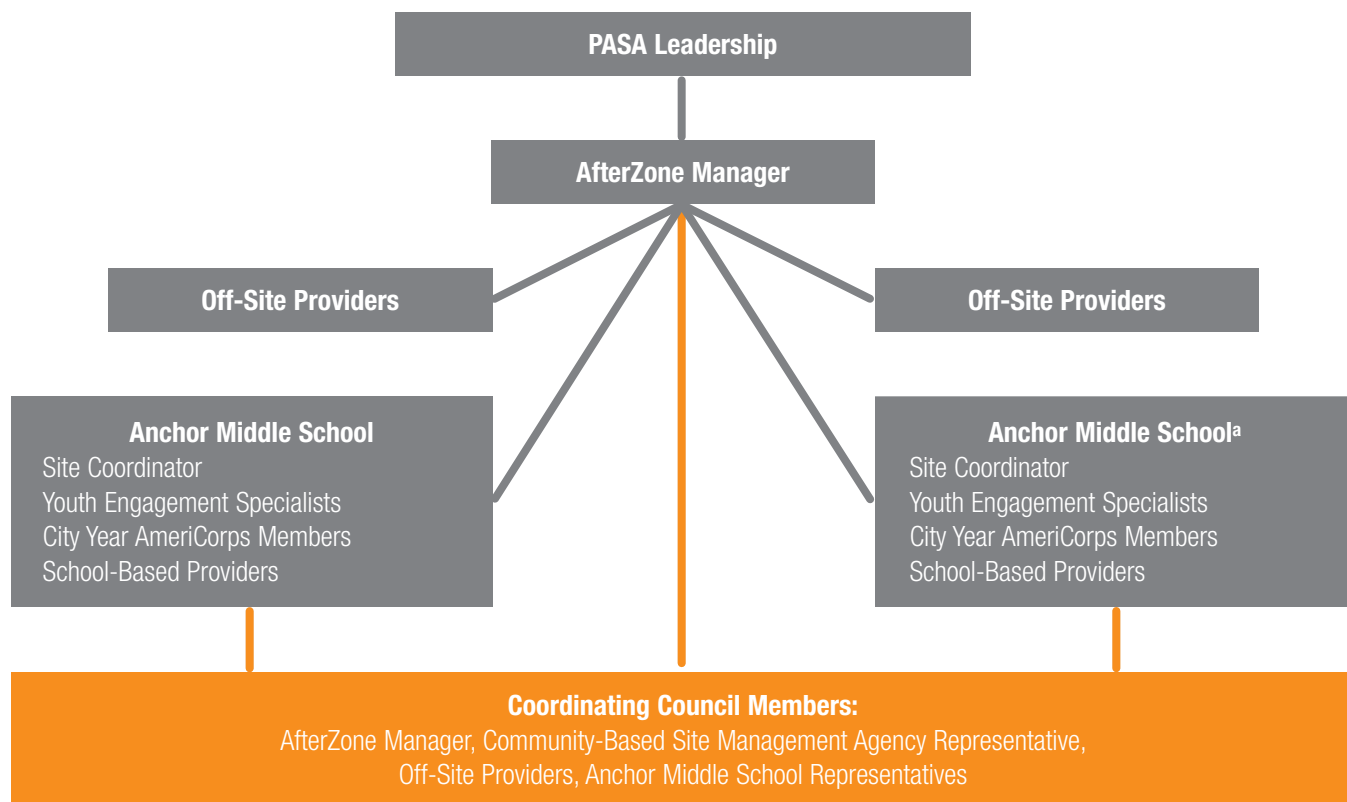 PASA Leadership
AfterZone Manager
Off-Site Providers
Off-Site Providers
Anchor Middle School
Site Coordinator
Youth Engagement Specialists
City Year AmeriCorps Members
School-Based Providers
Anchor Middle Schoolª
Site Coordinator
Youth Engagement Specialists
City Year AmeriCorps Members
School-Based Providers
Coordinating Council Members:
AfterZone Manager, Community-Based Site Management Agency Representative,
Off-Site Providers, Anchor Middle School Representatives